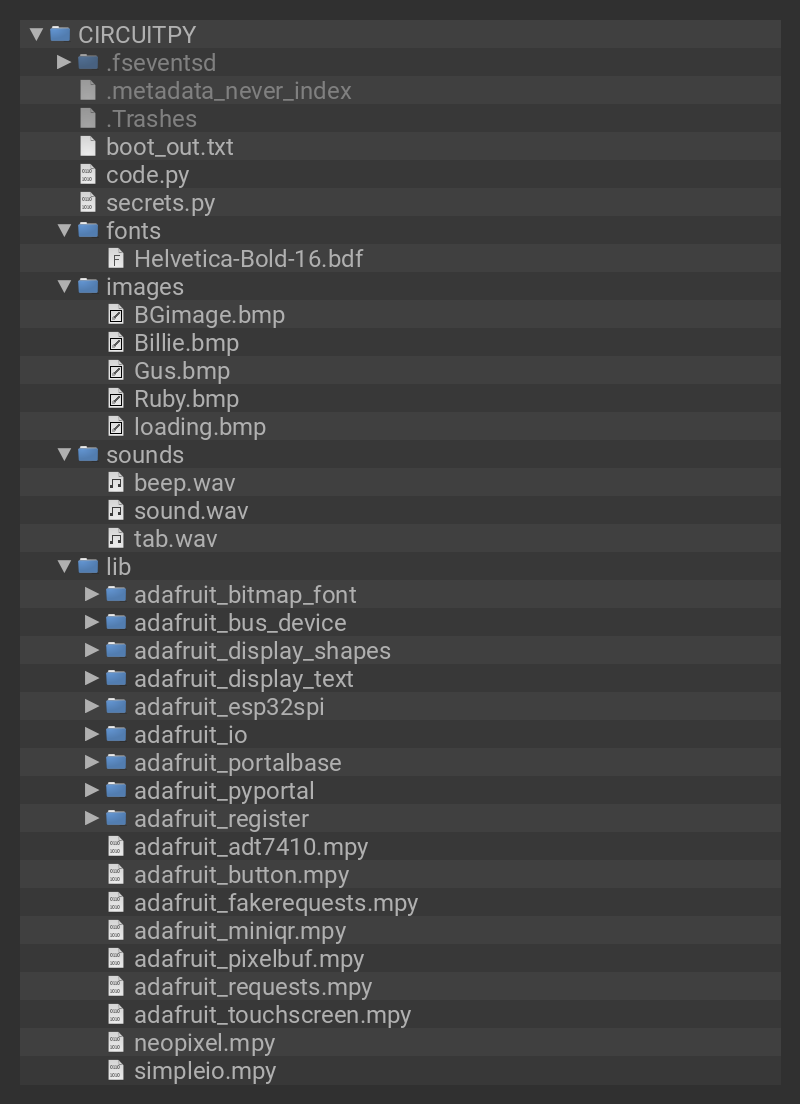 CIRCUITPY
.fseventsd
.metadata_never_index
.Trashes
boot_out.txt
code.py
secrets.py
fonts
Helvetica-Bold-16.bdf
images
BGimage.bmp
Billie.bmp
Gus.bmp
Ruby.bmp
loading.bmp
sounds
beep.wav
sound.wav
tab.wav
lib
adafruit_bitmap_font
adafruit_bus_device
adafruit_display_shapes
adafruit_display_text
adafruit_esp32spi
adafruit_io
adafruit_portalbase
adafruit_pyportal
adafruit_register
adafruit_adt7410.mpy
adafruit_button.mpy
adafruit_fakerequests.mpy
adafruit_miniqr.mpy
adafruit_pixelbuf.mpy
adafruit_requests.mpy
adafruit_touchscreen.mpy
neopixel.mpy
simpleio.mpy